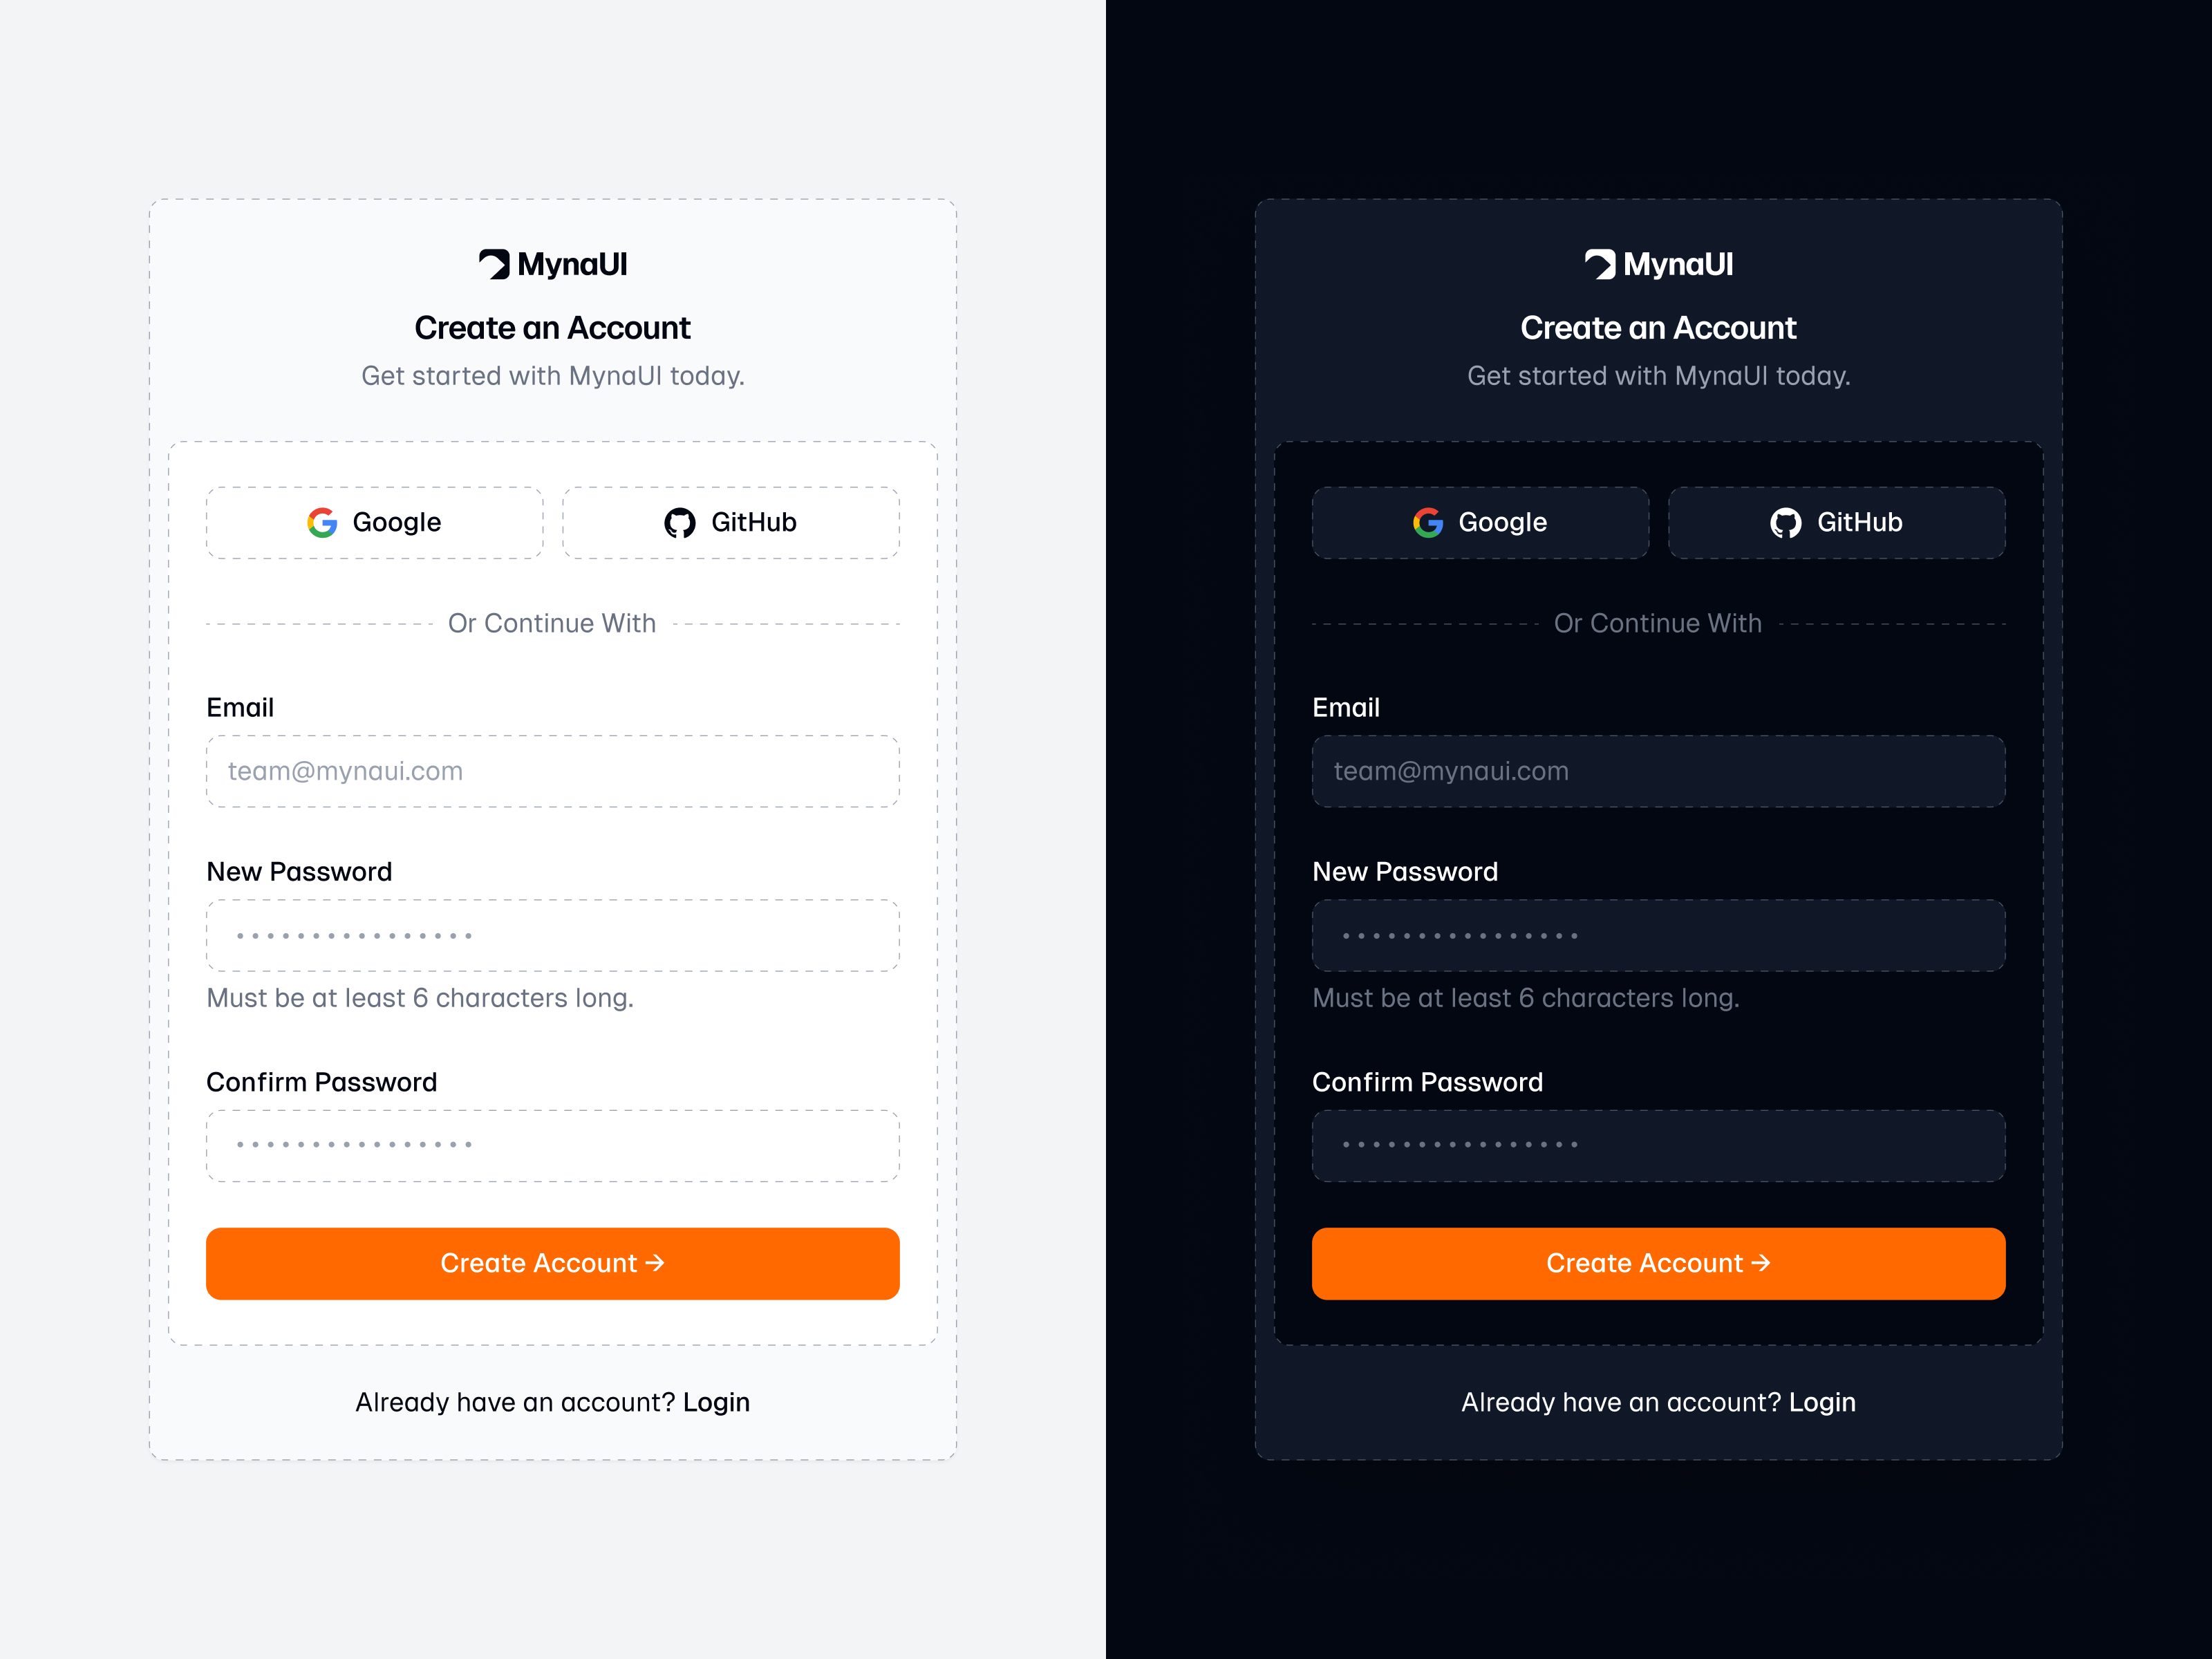 MynaUI
Create an Account
Get started with MynaUI today.
Google
GitHub
Or Continue With
Email
team@mynaui.com
New Password
••••••••••••••••
Must be at least 6 characters long.
Confirm Password
••••••••••••••••
Create Account →
Already have an account? Login
MynaUI
Create an Account
Get started with MynaUI today.
Google
GitHub
Or Continue With
Email
team@mynaui.com
New Password
••••••••••••••••
Must be at least 6 characters long.
Confirm Password
••••••••••••••••
Create Account →
Already have an account? Login